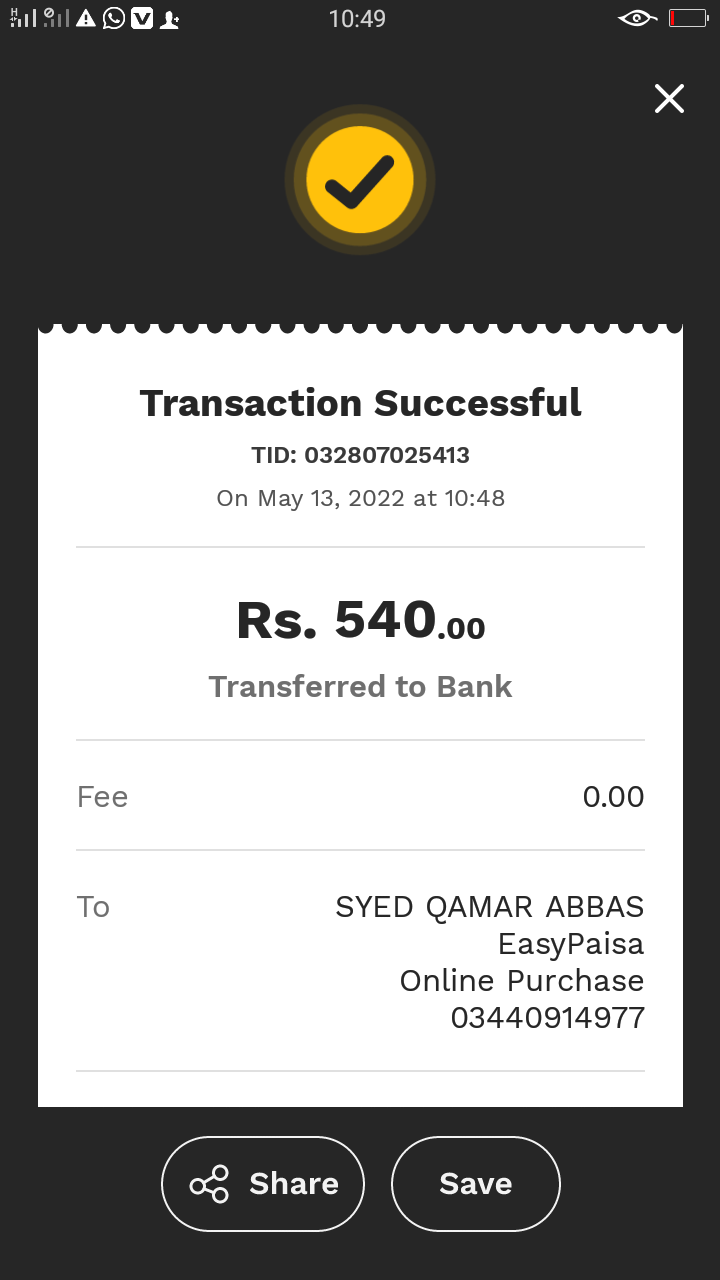 10:49
Transaction Successful
TID: 032807025413
On May 13, 2022 at 10:48
Rs. 540.00
Transferred to Bank
Fee 0.00
To SYED QAMAR ABBAS
EasyPaisa
Online Purchase
03440914977
Share Save